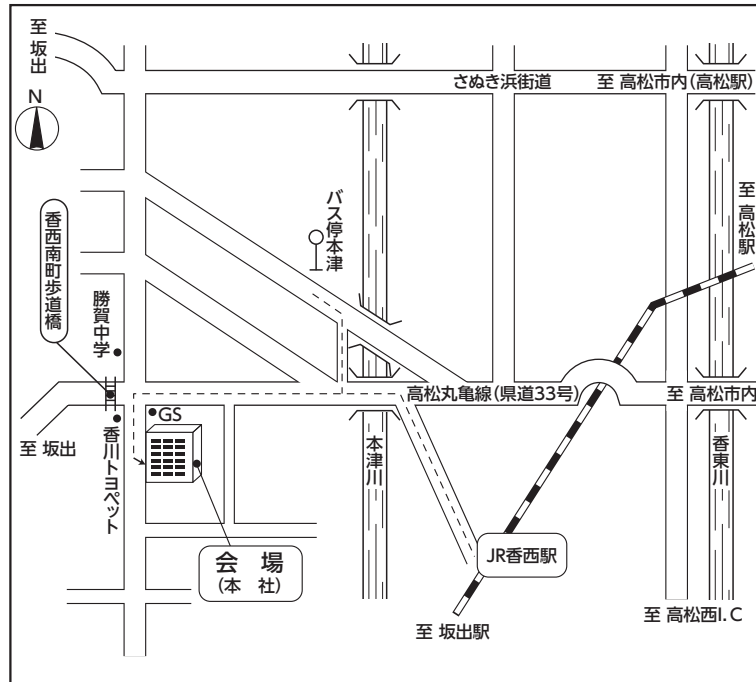 至 坂出
さぬき浜街道
至 高松市内(高松駅)
N
バス停本津
至 高松駅
香西南町歩道橋
勝賀中学
高松丸亀線(県道33号)
至 高松市内
GS
至 坂出
香川トヨペット
本津川
香東川
会 場
(本 社)
JR香西駅
至 高松西I.C
至 坂出駅